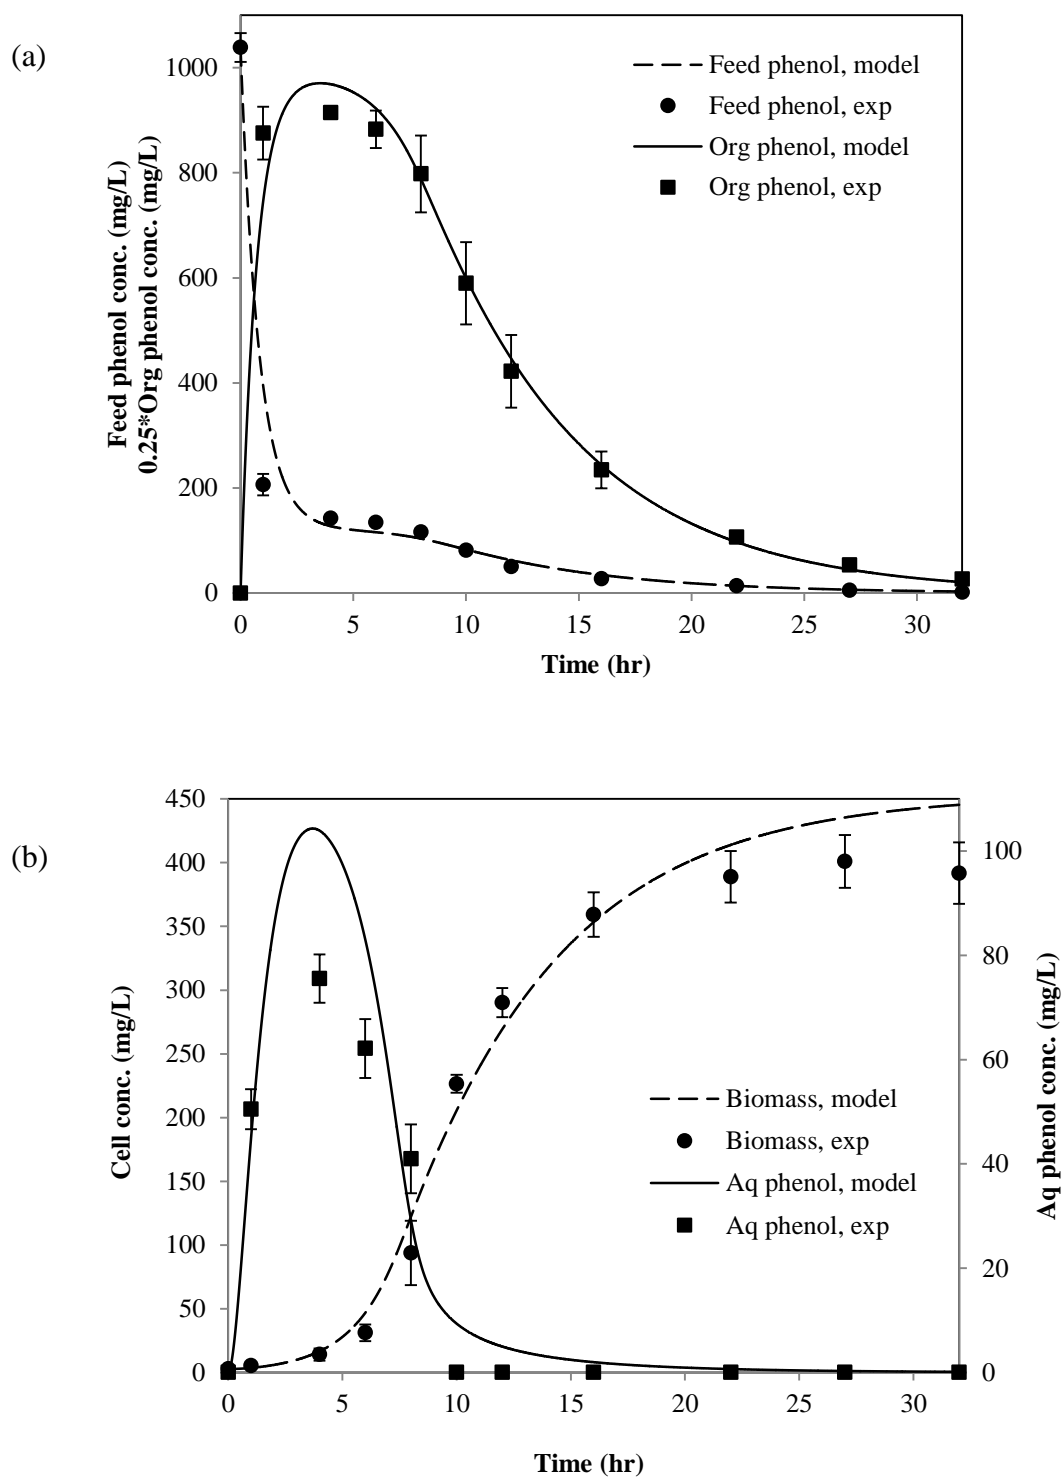 (a)
Feed phenol conc. (mg/L)
0.25*Org phenol conc. (mg/L)
1000
800
600
400
200
0
0 5 10 15 20 25 30
Time (hr)
Feed phenol, model
Feed phenol, exp
Org phenol, model
Org phenol, exp
(b)
Cell conc. (mg/L)
450
400
350
300
250
200
150
100
50
0
0 5 10 15 20 25 30
Time (hr)
100
80
60
40
20
0
Aq phenol conc. (mg/L)
Biomass, model
Biomass, exp
Aq phenol, model
Aq phenol, exp